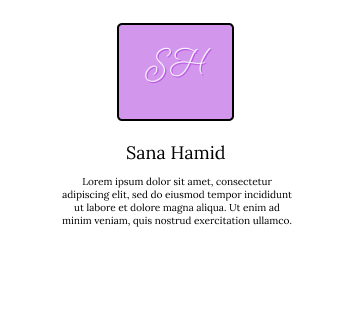 SH
Sana Hamid
Lorem ipsum dolor sit amet, consectetur
adipiscing elit, sed do eiusmod tempor incididunt
ut labore et dolore magna aliqua. Ut enim ad
minim veniam, quis nostrud exercitation ullamco.